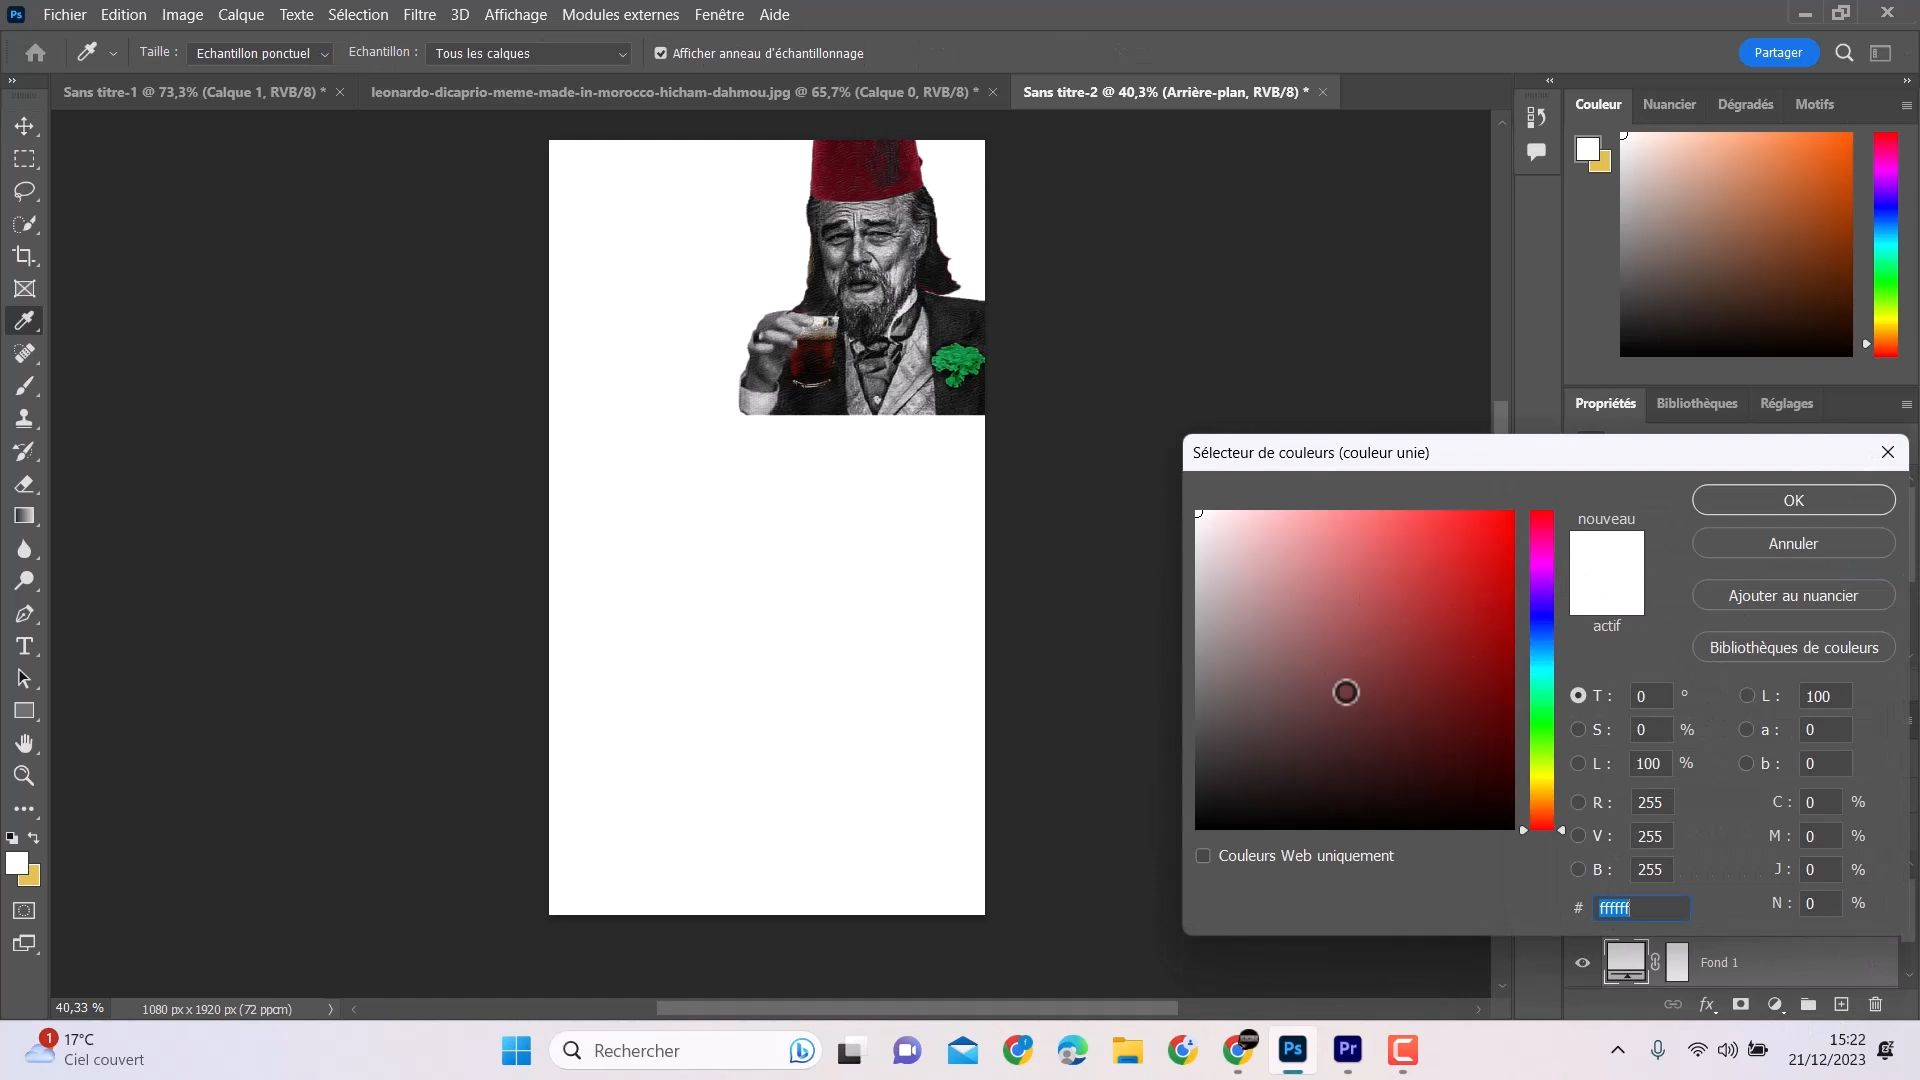 Ps Fichier Edition Image Calque Texte Sélection Filtre 3D Affichage Modules externes Fenêtre Aide
Taille : Echantillon ponctuel Echantillon : Tous les calques Afficher anneau d'échantillonnage Partager
Sans titre-1 @ 73,3% (Calque 1, RVB/8) * leonardo-dicaprio-meme-made-in-morocco-hicham-dahmou.jpg @ 65,7% (Calque 0, RVB/8) * Sans titre-2 @ 40,3% (Arrière-plan, RVB/8) *
Couleur Nuancier Dégradés Motifs
Propriétés Bibliothèques Réglages
Sélecteur de couleurs (couleur unie)
OK
nouveau
Annuler
Ajouter au nuancier
actif
Bibliothèques de couleurs
T : 0 ° L : 100
S : 0 % a : 0
L : 100 % b : 0
R : 255 C : 0 %
V : 255 M : 0 %
Couleurs Web uniquement
B : 255 J : 0 %
# ffffff N : 0 %
Fond 1
40,33 % 1080 px x 1920 px (72 ppcm)
fx
1 17°C
Ciel couvert
Rechercher
Ps Pr
15:22
21/12/2023